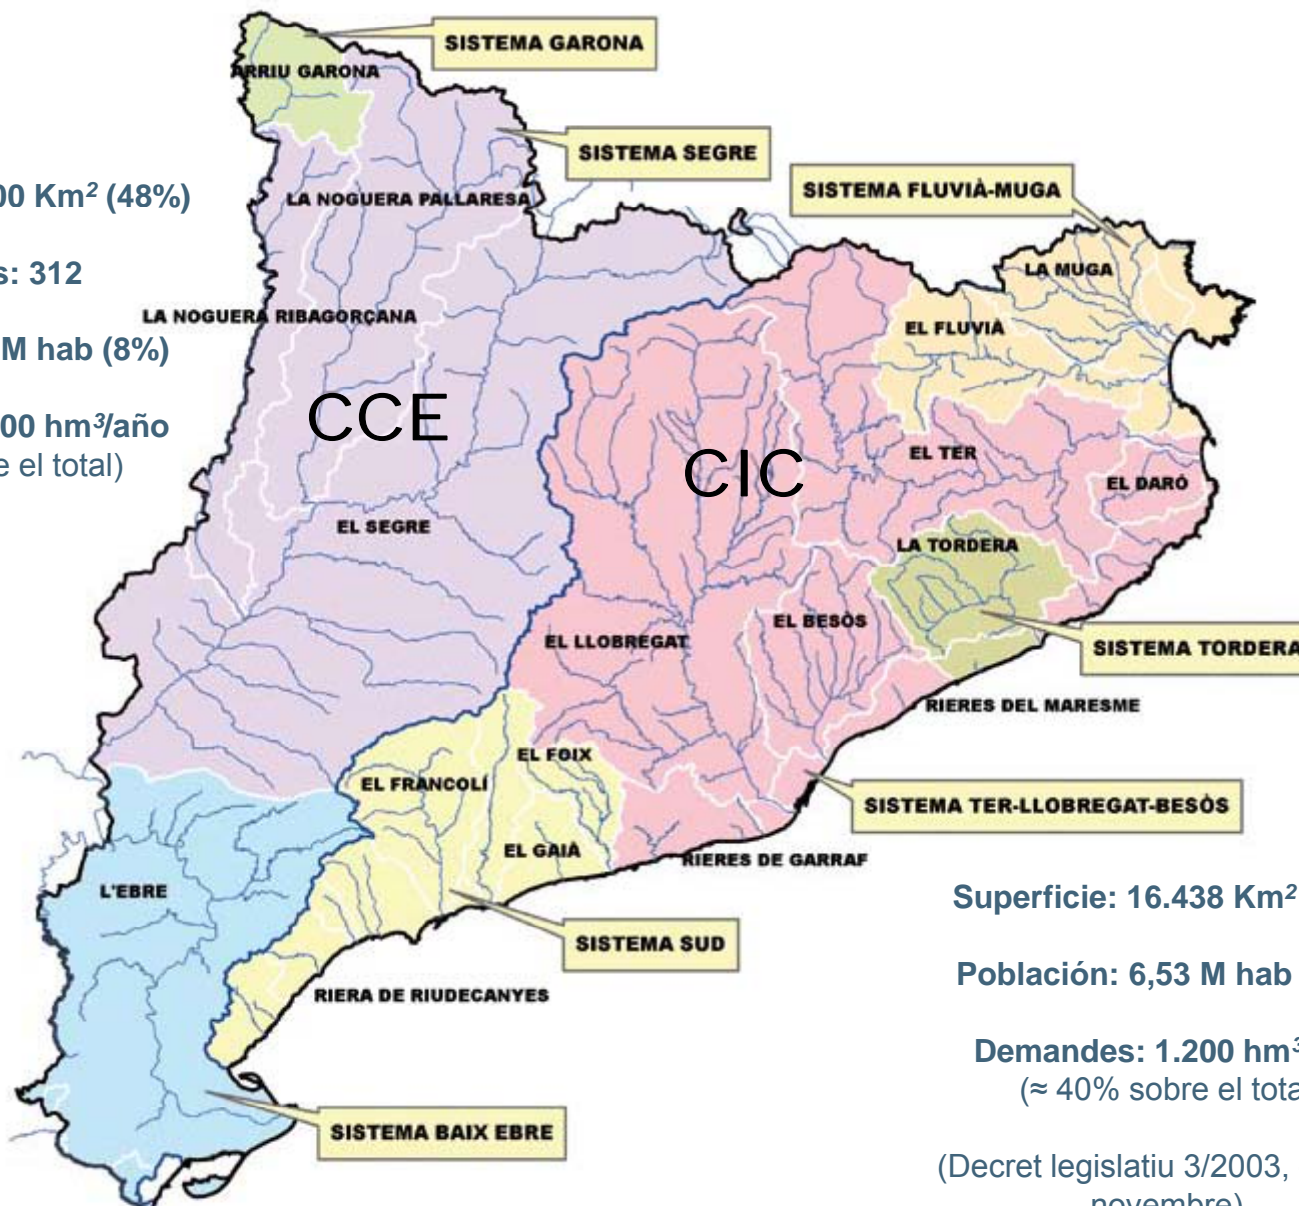 SISTEMA GARONA
ARRIU GARONA
SISTEMA SEGRE
SISTEMA FLUVIÀ-MUGA
00 Km² (48%)
LA NOGUERA PALLARESA
LA MUGA
s: 312
LA NOGUERA RIBAGORÇANA
EL FLUVIÀ
M hab (8%)
CCE
00 hm³/año
e el total)
CIC
EL TER
EL DARÓ
EL SEGRE
LA TORDERA
EL BESÒS
EL LLOBREGAT
SISTEMA TORDERA
RIERES DEL MARESME
EL FOIX
EL FRANCOLÍ
SISTEMA TER-LLOBREGAT-BESÒS
EL GAIÀ
RIERES DE GARRAF
L'EBRE
Superficie: 16.438 Km²
SISTEMA SUD
Población: 6,53 M hab
RIERA DE RIUDECANYES
Demandes: 1.200 hm³
(≈ 40% sobre el tota
SISTEMA BAIX EBRE
(Decret legislatiu 3/2003,
novembre)